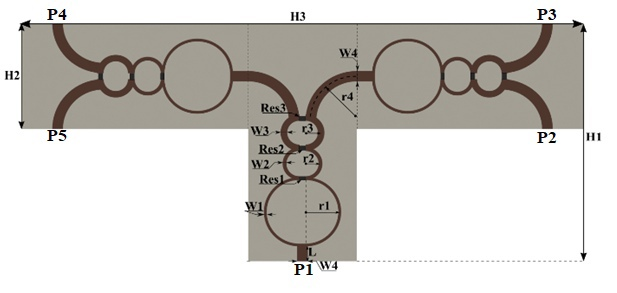 P4 H3 P3
H2 W4
r4
Res3
W3 r3
P5 Res2 P2 H1
W2 r2
Res1
W1 r1
L
P1 W4